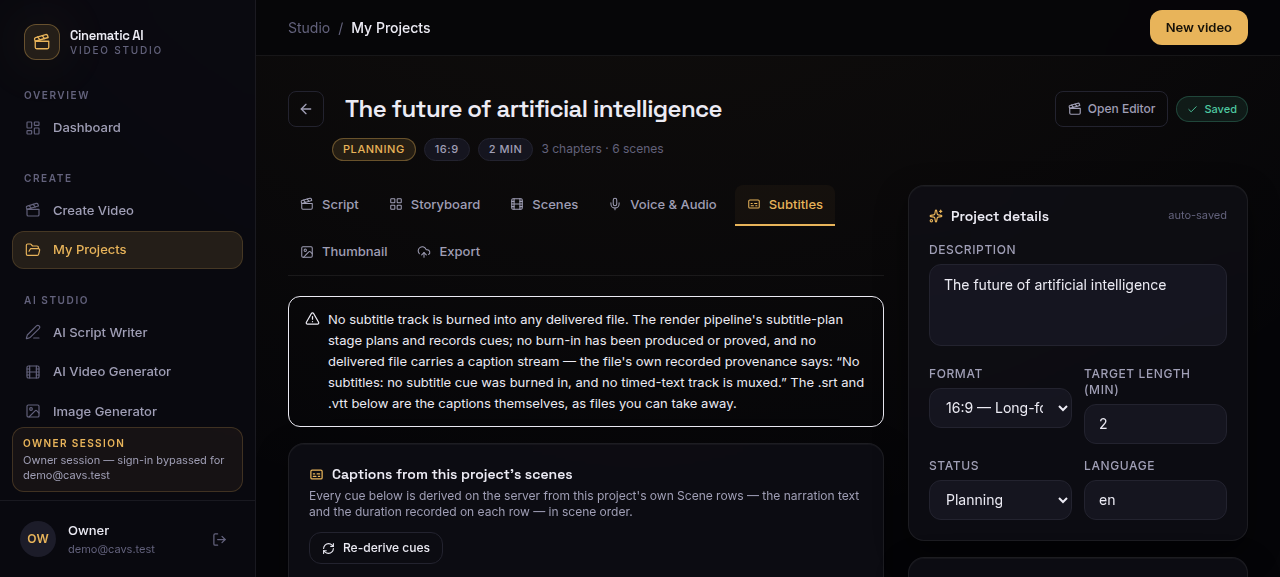 Cinematic AI
VIDEO STUDIO
OVERVIEW
Dashboard
CREATE
Create Video
My Projects
AI STUDIO
AI Script Writer
AI Video Generator
Image Generator
OWNER SESSION
Owner session — sign-in bypassed for
demo@cavs.test
OW
Owner
demo@cavs.test
Studio / My Projects
New video
The future of artificial intelligence
Open Editor
Saved
PLANNING
16:9
2 MIN
3 chapters · 6 scenes
Script
Storyboard
Scenes
Voice & Audio
Subtitles
Thumbnail
Export
No subtitle track is burned into any delivered file. The render pipeline's subtitle-plan
stage plans and records cues; no burn-in has been produced or proved, and no
delivered file carries a caption stream — the file's own recorded provenance says: “No
subtitles: no subtitle cue was burned in, and no timed-text track is muxed.” The .srt and
.vtt below are the captions themselves, as files you can take away.
Captions from this project's scenes
Every cue below is derived on the server from this project's own Scene rows — the narration text
and the duration recorded on each row — in scene order.
Re-derive cues
Project details
auto-saved
DESCRIPTION
The future of artificial intelligence
FORMAT
16:9 — Long-fo
TARGET LENGTH
(MIN)
2
STATUS
Planning
LANGUAGE
en